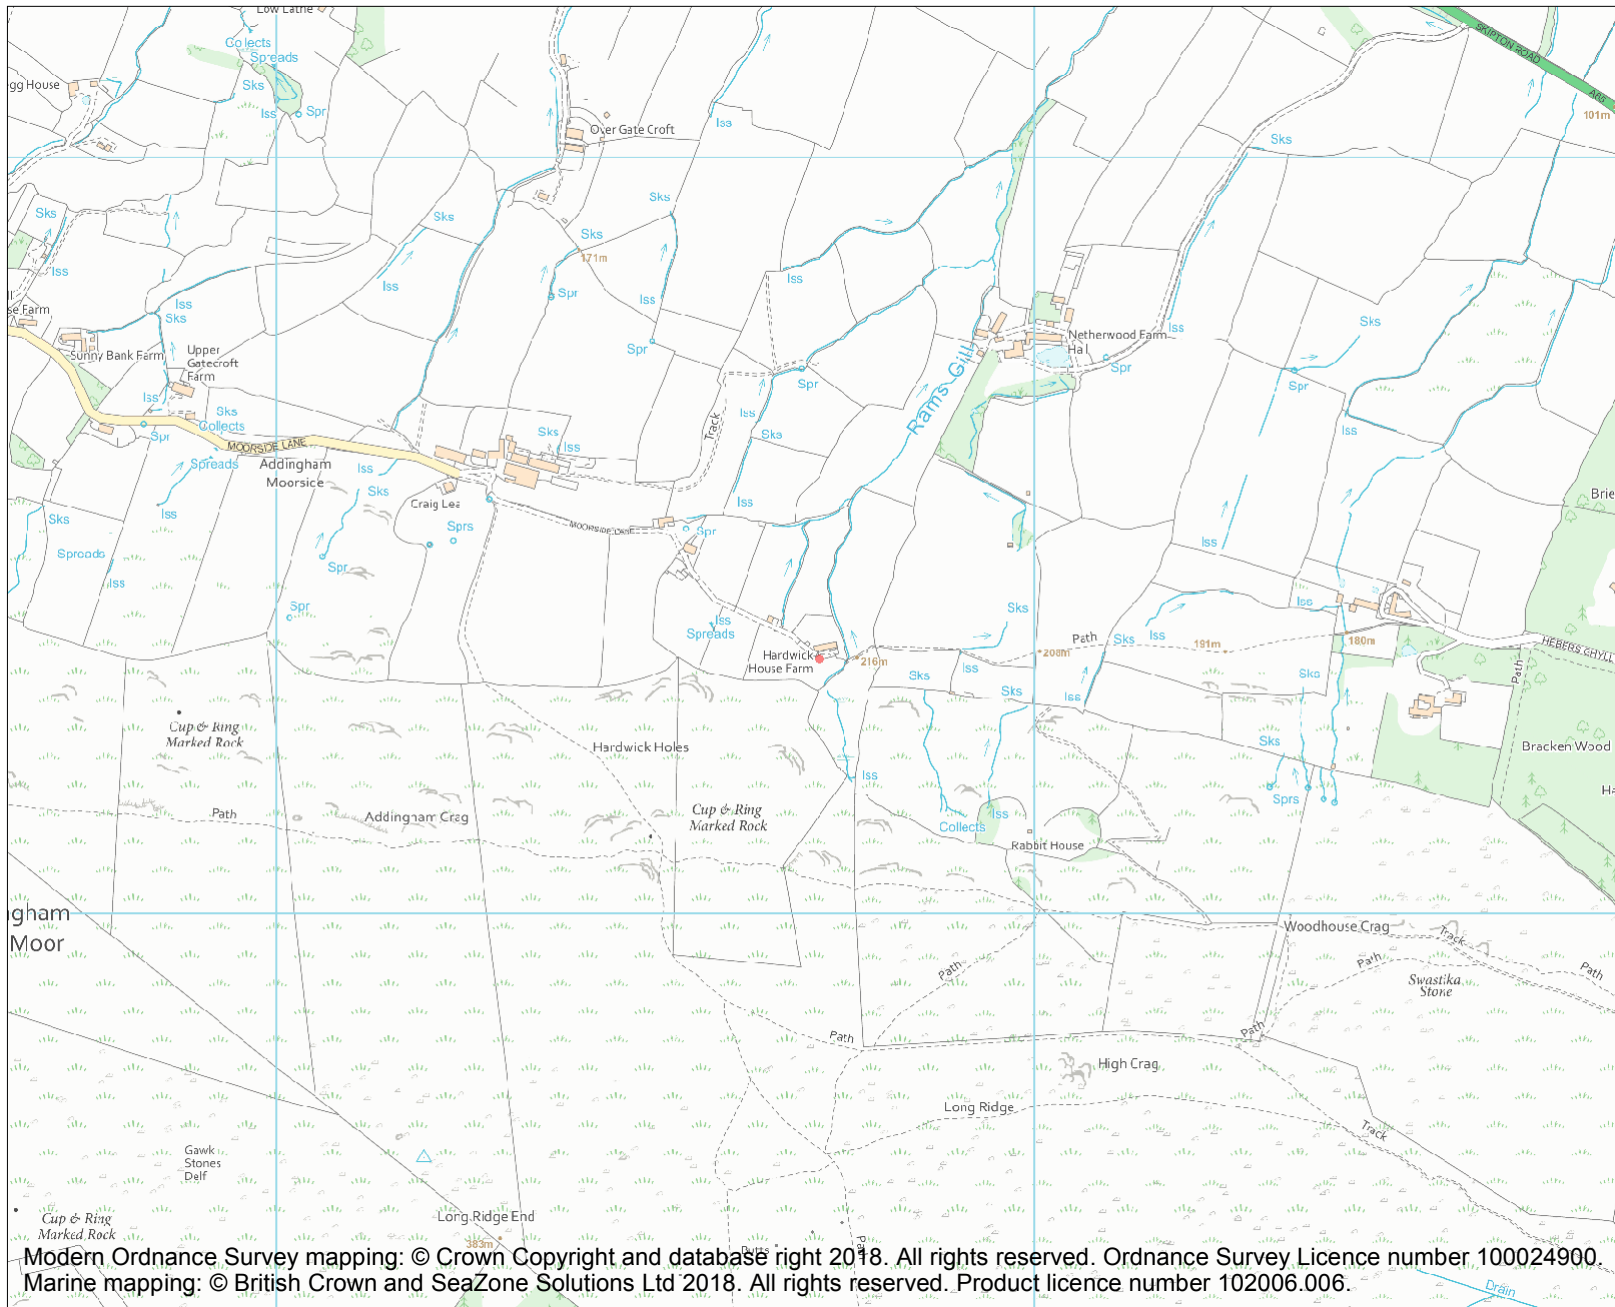 Low Lathe
Collects
Spreads
SKIPTON ROAD
gg House
Sks
A65
Iss
Spr
Iss
101m
Over Gate Croft
Sks
Sks
Sks
Sks
Sks
171m
Iss
Iss
Iss
Spr
Iss
Iss
se Farm
Sks
Iss
Sks
Netherwood Farm
Hall
Sunny Bank Farm
Upper
Gatecroft
Farm
Spr
Spr
Spr
Spr
Rams Gill
Iss
Sks
Collects
Iss
Track
Sks
Iss
Spr
MOORSIDE LANE
Sks
Iss
Spreads
Addingham
Moorside
Iss
Sks
Craig Lea
Iss
Brie
Iss
Sks
Sprs
MOORSIDE LANE
Spr
Iss
Spreads
Iss
Spr
Spr
Iss
Spreads
Sks
Iss
Path
Sks
Iss
191m
180m
Hardwick
House Farm
216m
208m
HEBERS GHYLL
Path
Iss
Sks
Sks
Iss
Sks
Cup & Ring
Marked Rock
Hardwick Holes
Sks
Bracken Wood
Iss
Sprs
Ha
Path
Addingham Crag
Cup & Ring
Marked Rock
Collects
Iss
Rabbit House
gham
Moor
Woodhouse Crag
Track
Path
Path
Path
Swastika
Stone
Path
Path
High Crag
Long Ridge
Track
Gawk
Stones
Delf
Cup & Ring
Marked Rock
Long Ridge End
383m
Butts
Path
Modern Ordnance Survey mapping: © Crown Copyright and database right 2018. All rights reserved. Ordnance Survey Licence number 100024900.
Marine mapping: © British Crown and SeaZone Solutions Ltd 2018. All rights reserved. Product licence number 102006.006.
Drain